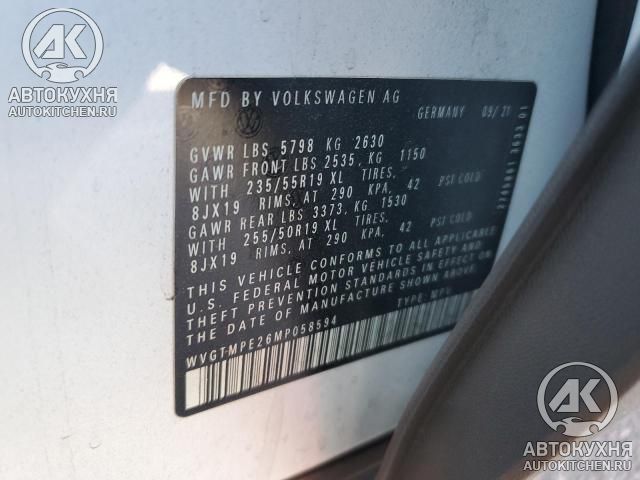 АВТОКУХНЯ
AUTOKITCHEN.RU
MFD BY VOLKSWAGEN AG
GERMANY 09/21
GVWR LBS 5798 KG 2630
GAWR FRONT LBS 2535, KG 1150
WITH 235/55R19 XL TIRES,
8JX19 RIMS, AT 290 KPA, 42 PSI COLD
GAWR REAR LBS 3373, KG 1530
WITH 255/50R19 XL TIRES,
8JX19 RIMS, AT 290 KPA, 42 PSI COLD
THIS VEHICLE CONFORMS TO ALL APPLICABLE
U.S. FEDERAL MOTOR VEHICLE SAFETY AND
THEFT PREVENTION STANDARDS IN EFFECT ON
THE DATE OF MANUFACTURE SHOWN ABOVE
TYPE MPV
WVGTMPE26MP058594
АВТОКУХНЯ
AUTOKITCHEN.RU